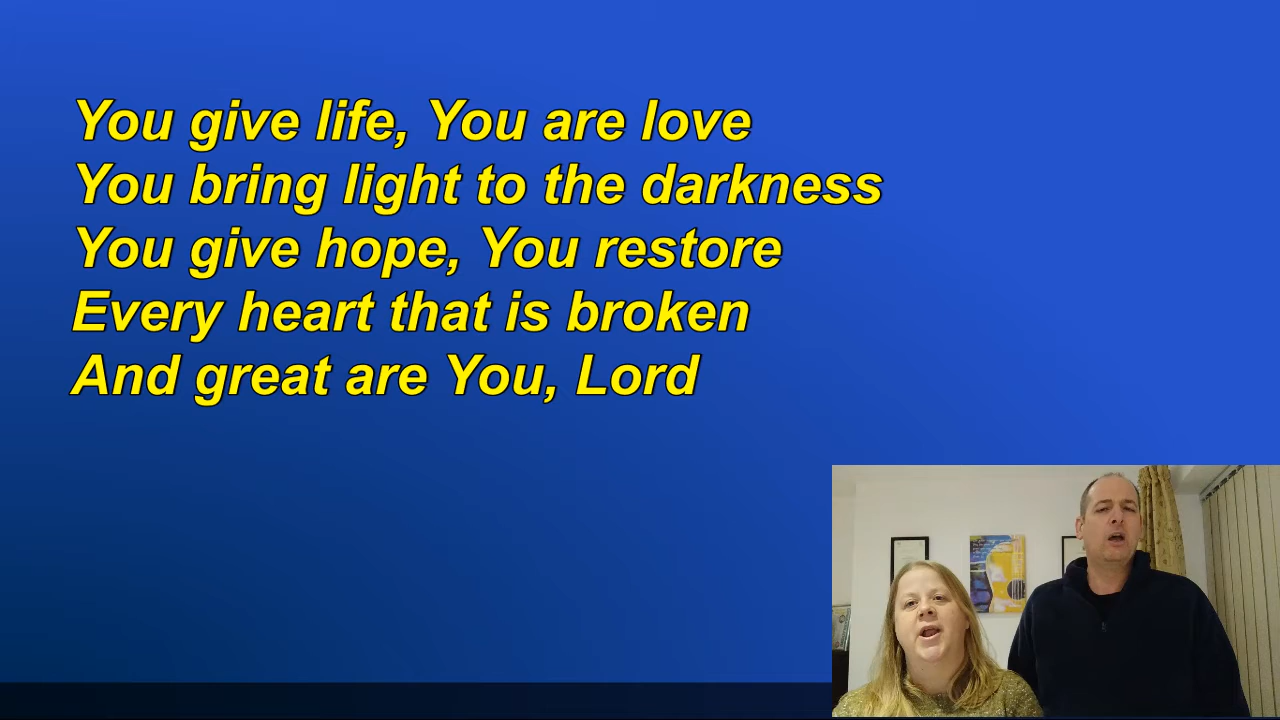 You give life, You are love
You bring light to the darkness
You give hope, You restore
Every heart that is broken
And great are You, Lord